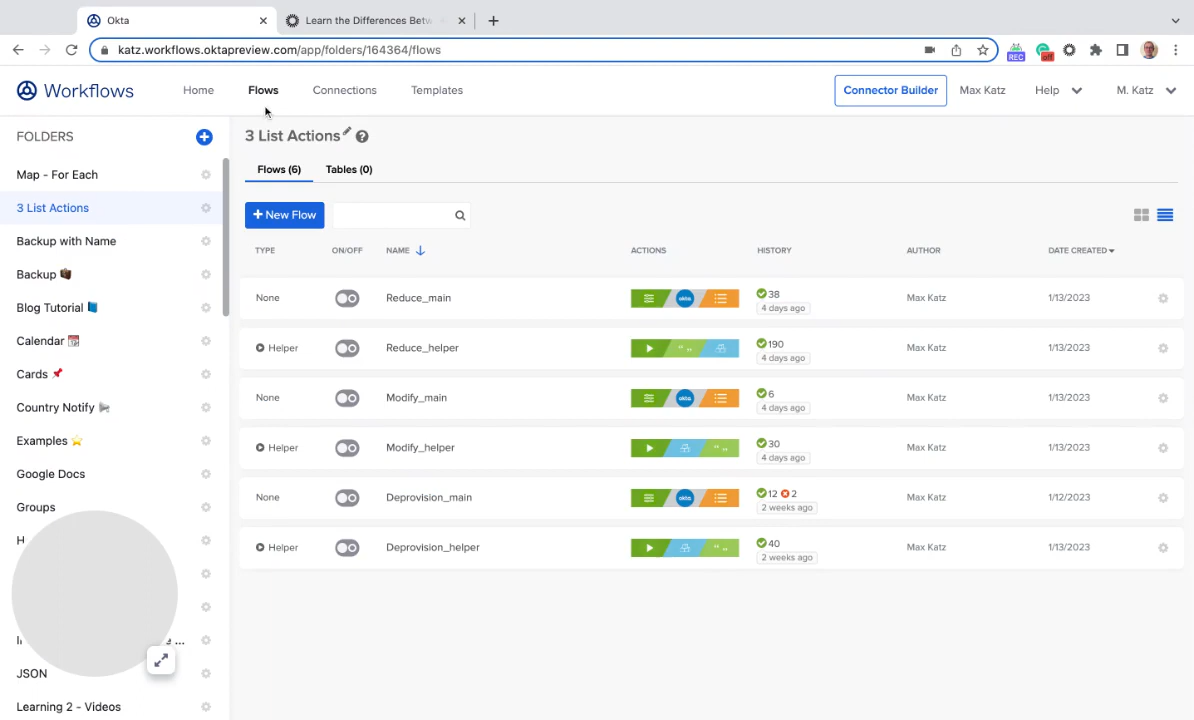 Okta
Learn the Differences Betw
katz.workflows.oktapreview.com/app/folders/164364/flows
REC
off
Workflows
Home
Flows
Connections
Templates
Connector Builder
Max Katz
Help
M. Katz
FOLDERS
Map - For Each
3 List Actions
Backup with Name
Backup
Blog Tutorial
Calendar
Cards
Country Notify
Examples
Google Docs
Groups
H
JSON
Learning 2 - Videos
3 List Actions
Flows (6)
Tables (0)
+ New Flow
TYPE ON/OFF NAME ACTIONS HISTORY AUTHOR DATE CREATED
None Reduce_main okta 38 Max Katz 1/13/2023
4 days ago
Helper Reduce_helper 190 Max Katz 1/13/2023
4 days ago
None Modify_main okta 6 Max Katz 1/13/2023
4 days ago
Helper Modify_helper 30 Max Katz 1/13/2023
4 days ago
None Deprovision_main okta 12 2 Max Katz 1/12/2023
2 weeks ago
Helper Deprovision_helper 40 Max Katz 1/13/2023
2 weeks ago